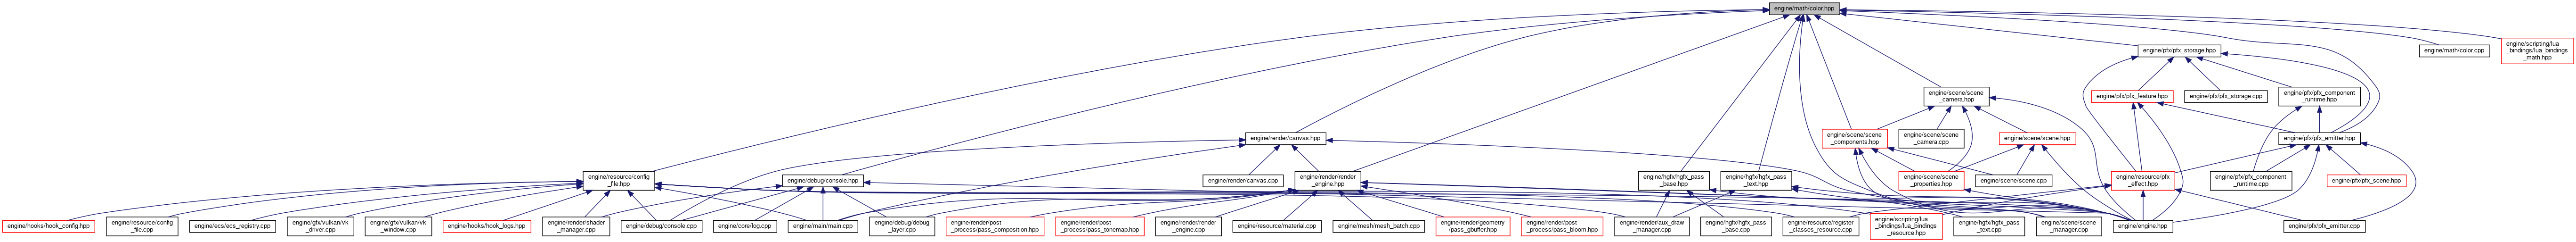 engine/math/color.hpp
engine/pfx/pfx_storage.hpp
engine/math/color.cpp
engine/scripting/lua
_bindings/lua_bindings
_math.hpp
engine/scene/scene
_camera.hpp
engine/pfx/pfx_feature.hpp
engine/pfx/pfx_storage.cpp
engine/pfx/pfx_component
_runtime.hpp
engine/render/canvas.hpp
engine/scene/scene
_components.hpp
engine/scene/scene
_camera.cpp
engine/scene/scene.hpp
engine/pfx/pfx_emitter.hpp
engine/resource/config
_file.hpp
engine/debug/console.hpp
engine/render/canvas.cpp
engine/render/render
_engine.hpp
engine/hgfx/hgfx_pass
_base.hpp
engine/hgfx/hgfx_pass
_text.hpp
engine/scene/scene
_properties.hpp
engine/scene/scene.cpp
engine/resource/pfx
_effect.hpp
engine/pfx/pfx_component
_runtime.cpp
engine/pfx/pfx_scene.hpp
engine/hooks/hook_config.hpp
engine/resource/config
_file.cpp
engine/ecs/ecs_registry.cpp
engine/gfx/vulkan/vk
_driver.cpp
engine/gfx/vulkan/vk
_window.cpp
engine/hooks/hook_logs.hpp
engine/render/shader
_manager.cpp
engine/debug/console.cpp
engine/core/log.cpp
engine/main/main.cpp
engine/debug/debug
_layer.cpp
engine/render/post
_process/pass_composition.hpp
engine/render/post
_process/pass_tonemap.hpp
engine/render/render
_engine.cpp
engine/resource/material.cpp
engine/mesh/mesh_batch.cpp
engine/render/geometry
/pass_gbuffer.hpp
engine/render/post
_process/pass_bloom.hpp
engine/render/aux_draw
_manager.cpp
engine/hgfx/hgfx_pass
_base.cpp
engine/resource/register
_classes_resource.cpp
engine/scripting/lua
_bindings/lua_bindings
_resource.hpp
engine/hgfx/hgfx_pass
_text.cpp
engine/scene/scene
_manager.cpp
engine/engine.hpp
engine/pfx/pfx_emitter.cpp